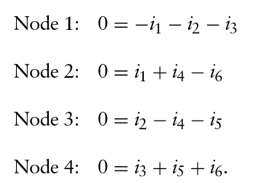 Node 1: 0 = −i₁ − i₂ − i₃
Node 2: 0 = i₁ + i₄ − i₆
Node 3: 0 = i₂ − i₄ − i₅
Node 4: 0 = i₃ + i₅ + i₆.